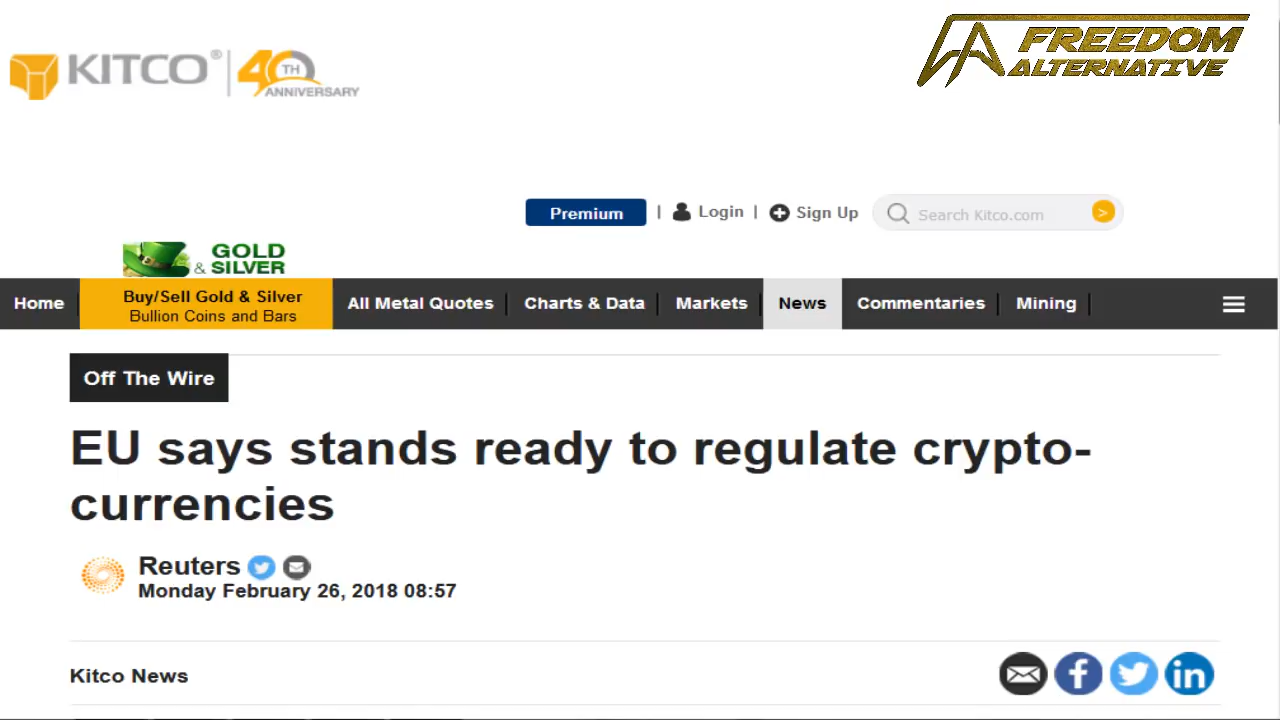 KITCO®
40TH
ANNIVERSARY
FREEDOM
ALTERNATIVE
Premium | Login | Sign Up Search Kitco.com >
GOLD
& SILVER
Home Buy/Sell Gold & Silver All Metal Quotes Charts & Data Markets News Commentaries Mining
Bullion Coins and Bars
Off The Wire
EU says stands ready to regulate crypto-
currencies
Reuters
Monday February 26, 2018 08:57
Kitco News